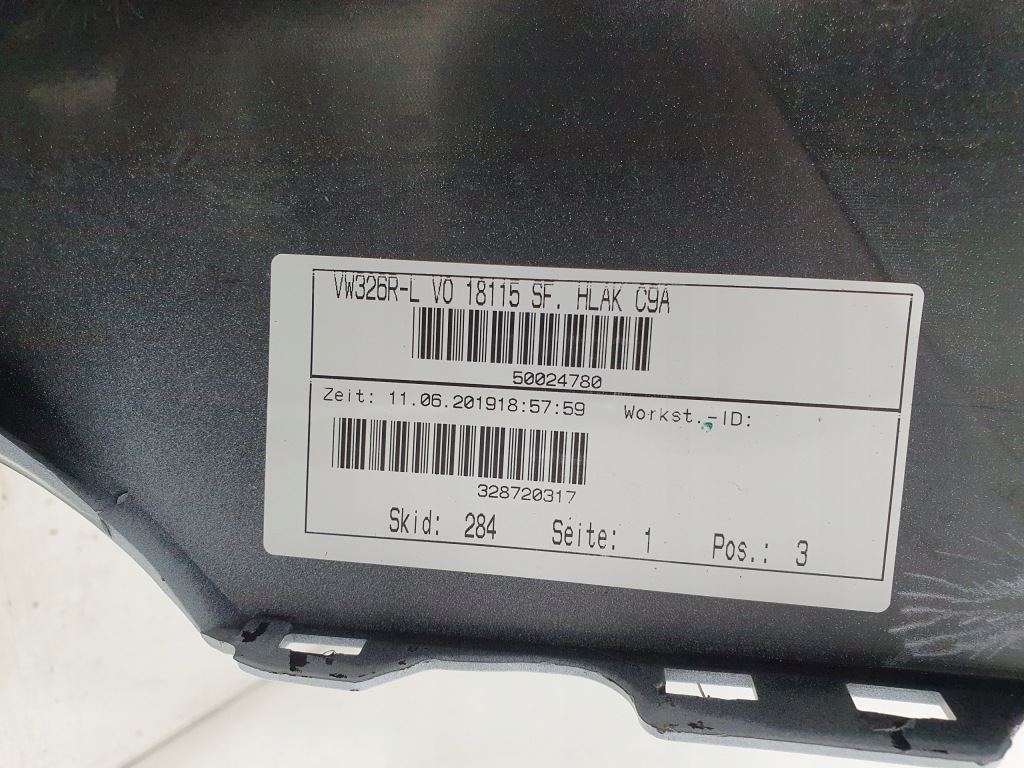 VW326R-L VO 18115 SF. HLAK C9A
50024780
Zeit: 11.06.201918:57:59 Workst.-ID:
328720317
Skid: 284 Seite: 1 Pos.: 3